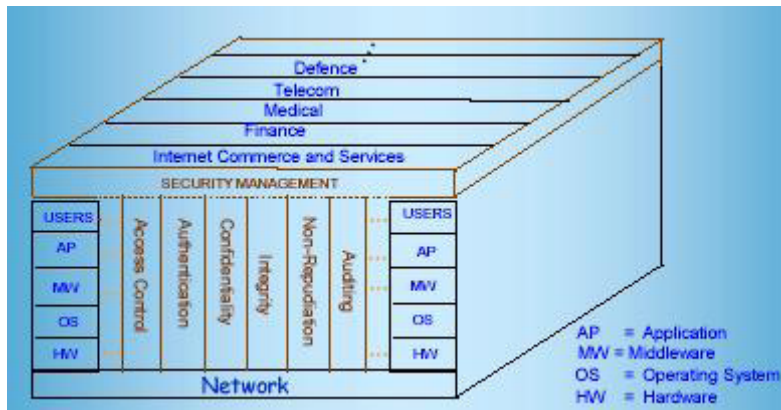 Defence
Telecom
Medical
Finance
Internet Commerce and Services
SECURITY MANAGEMENT
USERS
AP
MW
OS
HW
Access Control
Authentication
Confidentiality
Integrity
Non-Repudiation
Auditing
USERS
AP
MW
OS
HW
Network
AP = Application
MW = Middleware
OS = Operating System
HW = Hardware